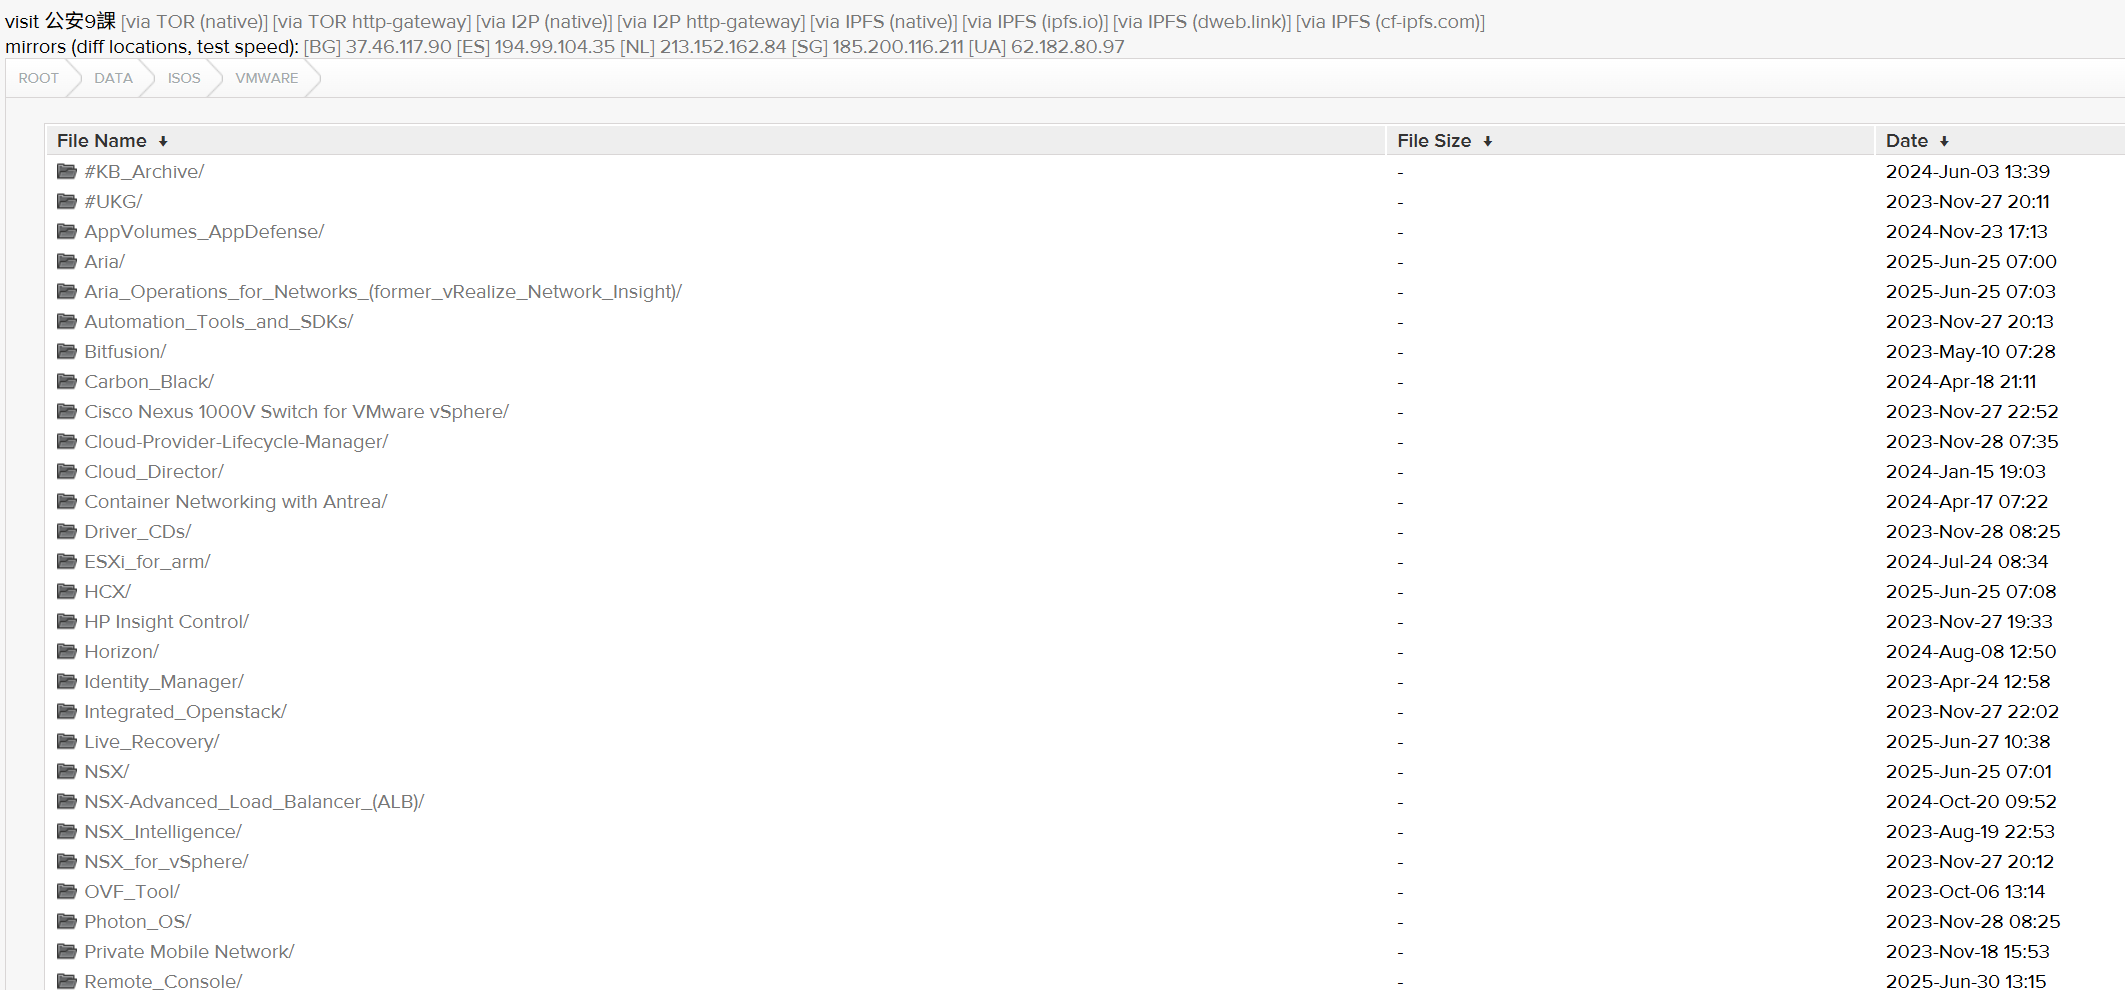 visit 公安9課 [via TOR (native)] [via TOR http-gateway] [via I2P (native)] [via I2P http-gateway] [via IPFS (native)] [via IPFS (ipfs.io)] [via IPFS (dweb.link)] [via IPFS (cf-ipfs.com)]
mirrors (diff locations, test speed): [BG] 37.46.117.90 [ES] 194.99.104.35 [NL] 213.152.162.84 [SG] 185.200.116.211 [UA] 62.182.80.97
ROOT DATA ISOS VMWARE
File Name ↓ File Size ↓ Date ↓
#KB_Archive/ - 2024-Jun-03 13:39
#UKG/ - 2023-Nov-27 20:11
AppVolumes_AppDefense/ - 2024-Nov-23 17:13
Aria/ - 2025-Jun-25 07:00
Aria_Operations_for_Networks_(former_vRealize_Network_Insight)/ - 2025-Jun-25 07:03
Automation_Tools_and_SDKs/ - 2023-Nov-27 20:13
Bitfusion/ - 2023-May-10 07:28
Carbon_Black/ - 2024-Apr-18 21:11
Cisco Nexus 1000V Switch for VMware vSphere/ - 2023-Nov-27 22:52
Cloud-Provider-Lifecycle-Manager/ - 2023-Nov-28 07:35
Cloud_Director/ - 2024-Jan-15 19:03
Container Networking with Antrea/ - 2024-Apr-17 07:22
Driver_CDs/ - 2023-Nov-28 08:25
ESXi_for_arm/ - 2024-Jul-24 08:34
HCX/ - 2025-Jun-25 07:08
HP Insight Control/ - 2023-Nov-27 19:33
Horizon/ - 2024-Aug-08 12:50
Identity_Manager/ - 2023-Apr-24 12:58
Integrated_Openstack/ - 2023-Nov-27 22:02
Live_Recovery/ - 2025-Jun-27 10:38
NSX/ - 2025-Jun-25 07:01
NSX-Advanced_Load_Balancer_(ALB)/ - 2024-Oct-20 09:52
NSX_Intelligence/ - 2023-Aug-19 22:53
NSX_for_vSphere/ - 2023-Nov-27 20:12
OVF_Tool/ - 2023-Oct-06 13:14
Photon_OS/ - 2023-Nov-28 08:25
Private Mobile Network/ - 2023-Nov-18 15:53
Remote_Console/ - 2025-Jun-30 13:15